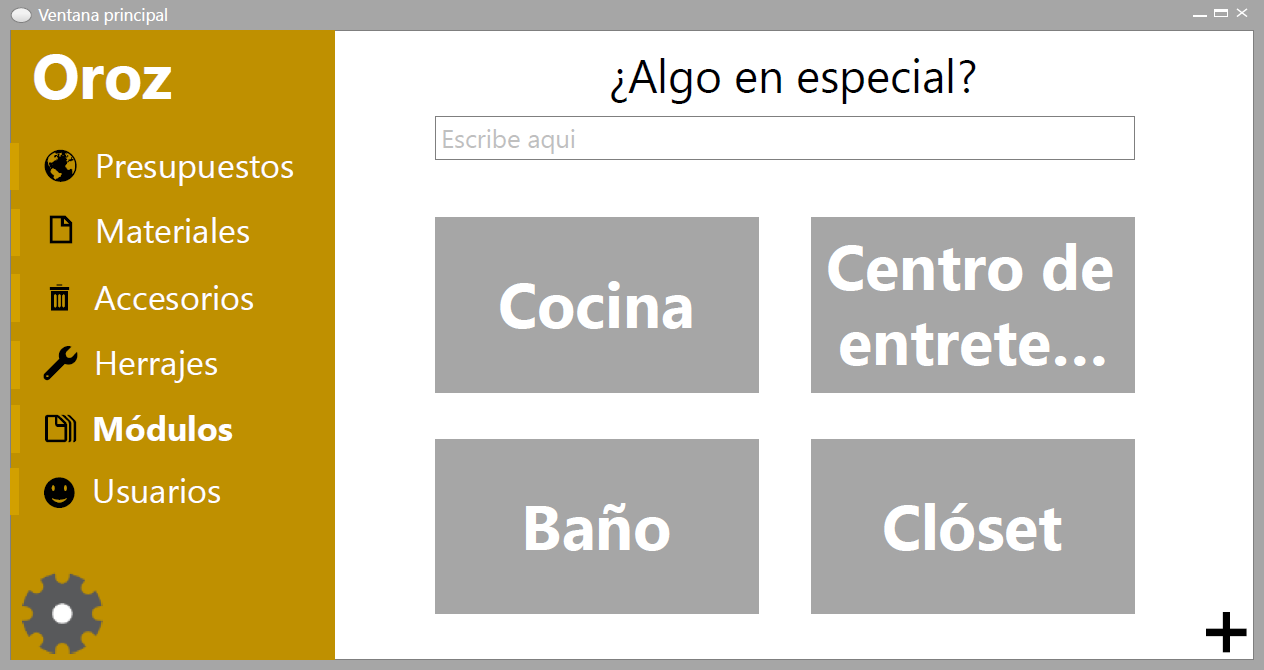 Ventana principal
Oroz
Presupuestos
Materiales
Accesorios
Herrajes
Módulos
Usuarios
¿Algo en especial?
Escribe aqui
Cocina
Centro de
entrete...
Baño
Clóset